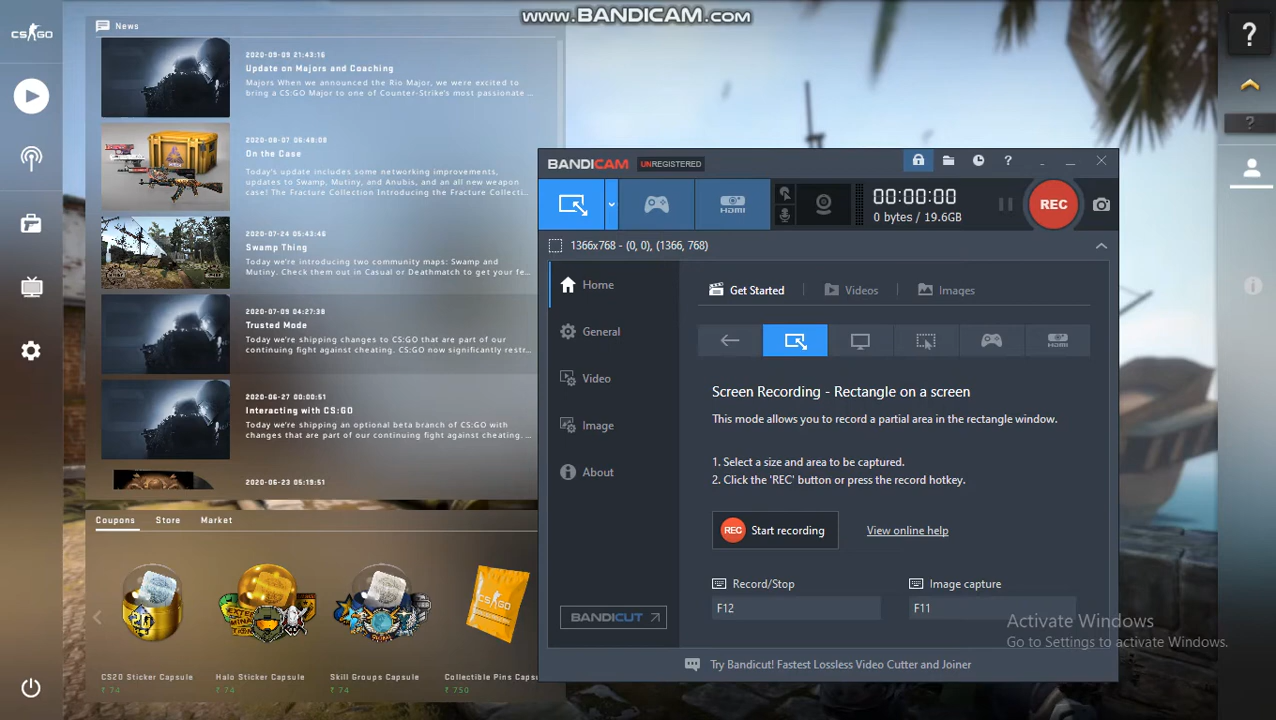 www.BANDICAM.com
CS:GO
News
2020-09-09 21:43:16
Update on Majors and Coaching
Majors When we announced the Rio Major, we were excited to
bring a CS:GO Major to one of Counter-Strike's most passionate ...
2020-08-07 06:48:08
On the Case
Today's update includes some networking improvements,
updates to Swamp, Mutiny, and Anubis, and an all new weapon
case! The Fracture Collection Introducing the Fracture Collecti...
2020-07-24 05:43:46
Swamp Thing
Today we're introducing two community maps: Swamp and
Mutiny. Check them out in Casual or Deathmatch to get your fe...
2020-07-09 04:27:38
Trusted Mode
Today we're shipping changes to CS:GO that are part of our
continuing fight against cheating. CS:GO now significantly restr...
2020-06-27 00:00:51
Interacting with CS:GO
Today we're shipping an optional beta branch of CS:GO with
changes that are part of our continuing fight against cheating. ...
2020-06-23 05:19:51
Coupons Store Market
CS20 Sticker Capsule
₹ 74
Halo Sticker Capsule
₹ 74
Skill Groups Capsule
₹ 74
Collectible Pins Caps
₹ 750
BANDICAM UNREGISTERED
HDMI
00:00:00
0 bytes / 19.6GB
REC
1366x768 - (0, 0), (1366, 768)
Home
General
Video
Image
About
BANDICUT
Get Started
Videos
Images
HDMI
Screen Recording - Rectangle on a screen
This mode allows you to record a partial area in the rectangle window.
1. Select a size and area to be captured.
2. Click the 'REC' button or press the record hotkey.
REC Start recording
View online help
Record/Stop
F12
Image capture
F11
Try Bandicut! Fastest Lossless Video Cutter and Joiner
Activate Windows
Go to Settings to activate Windows.